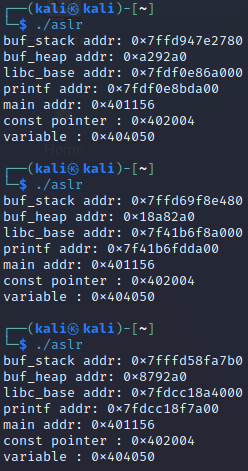 ┌──(kali㉿kali)-[~]
└─$ ./aslr
buf_stack addr: 0×7ffd947e2780
buf_heap addr: 0×a292a0
libc_base addr: 0×7fdf0e86a000
printf addr: 0×7fdf0e8bda00
main addr: 0×401156
const pointer : 0×402004
variable : 0×404050
┌──(kali㉿kali)-[~]
└─$ ./aslr
buf_stack addr: 0×7ffd69f8e480
buf_heap addr: 0×18a82a0
libc_base addr: 0×7f41b6f8a000
printf addr: 0×7f41b6fdda00
main addr: 0×401156
const pointer : 0×402004
variable : 0×404050
┌──(kali㉿kali)-[~]
└─$ ./aslr
buf_stack addr: 0×7fffd58fa7b0
buf_heap addr: 0×8792a0
libc_base addr: 0×7fdcc18a4000
printf addr: 0×7fdcc18f7a00
main addr: 0×401156
const pointer : 0×402004
variable : 0×404050